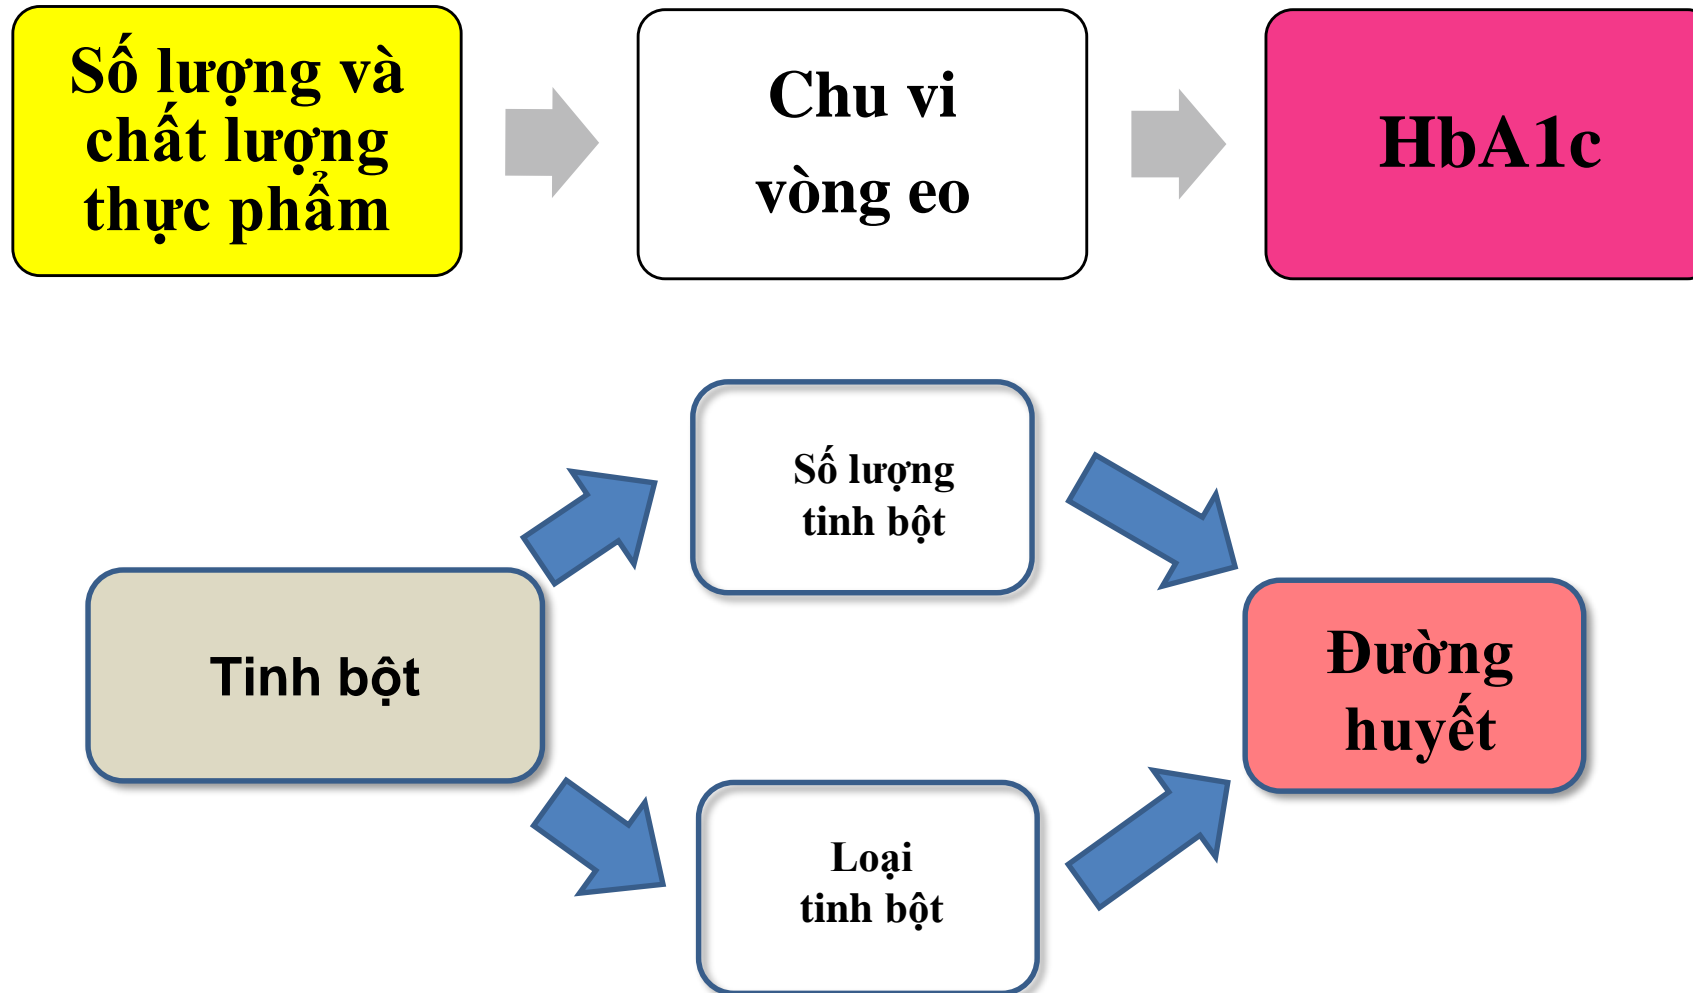 Số lượng và
chất lượng
thực phẩm
Chu vi
vòng eo
HbA1c
Số lượng
tinh bột
Tinh bột
Đường
huyết
Loại
tinh bột